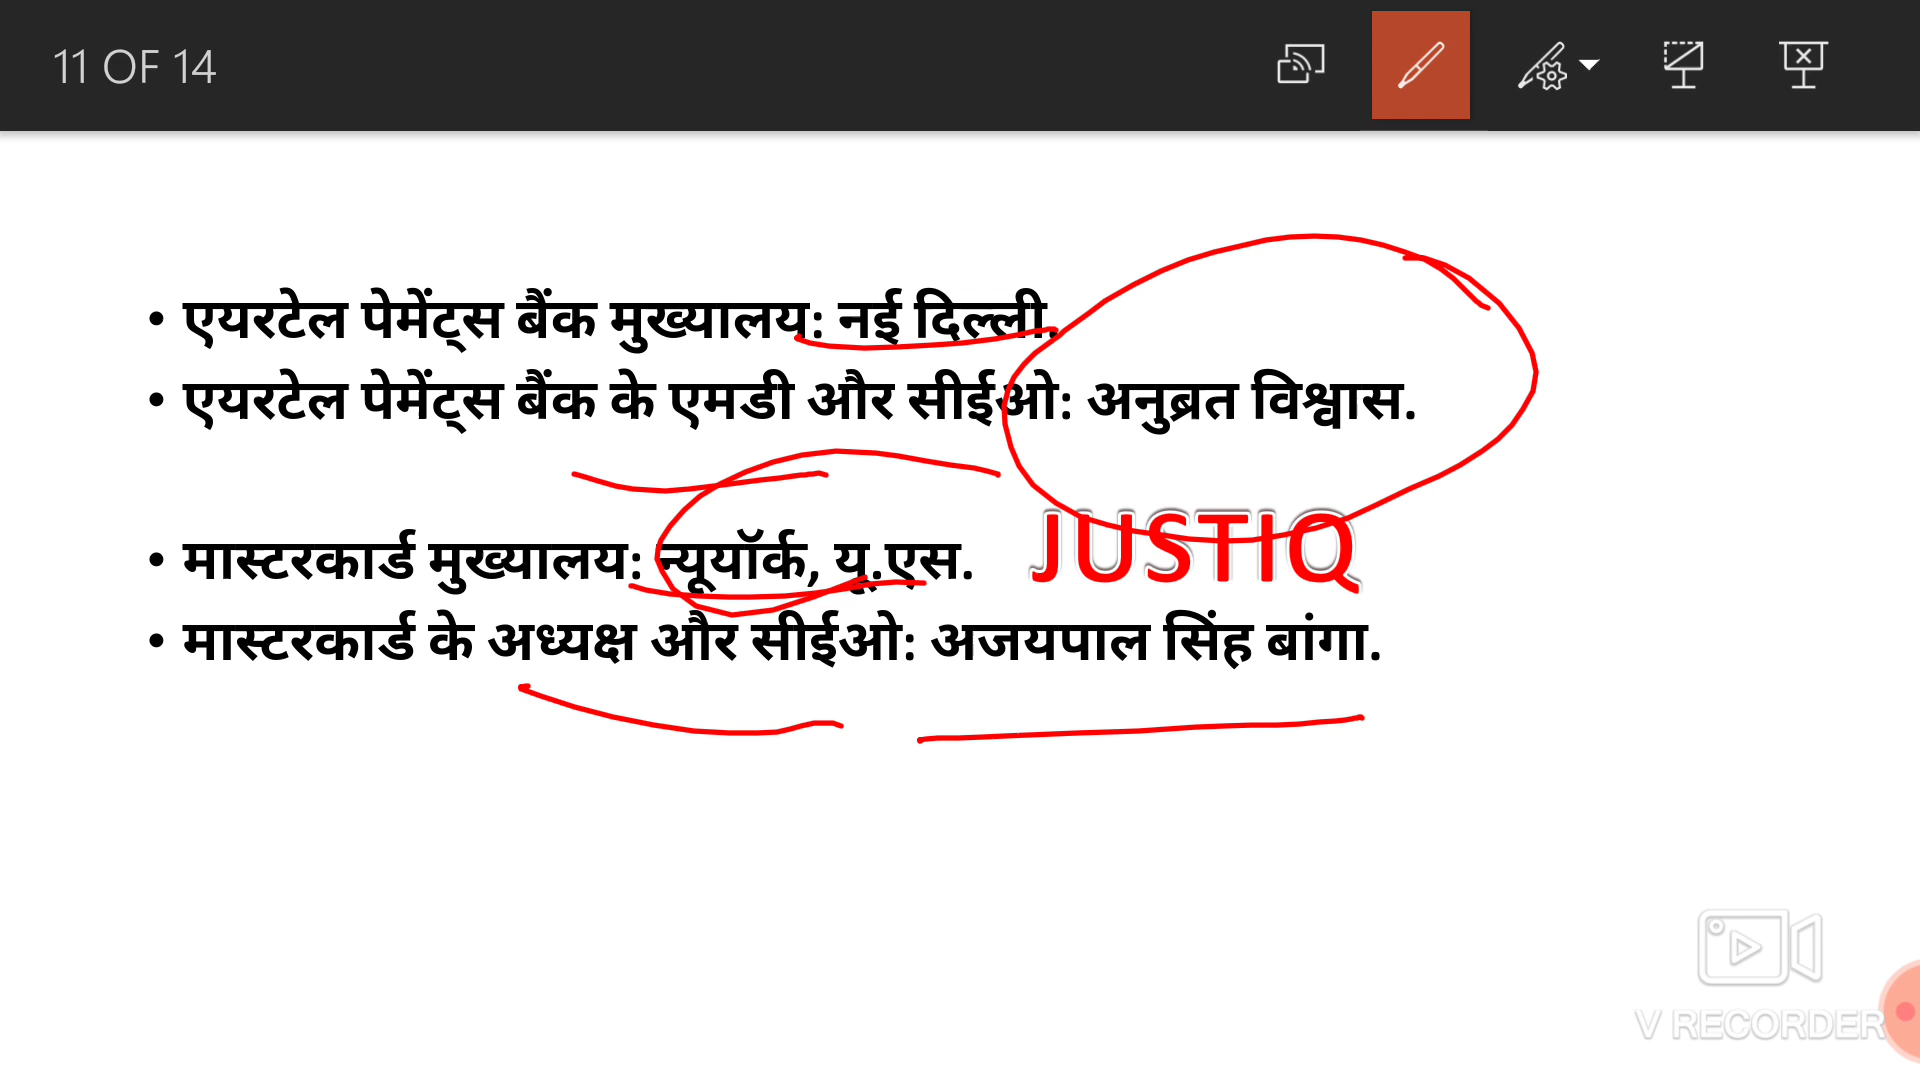 11 OF 14
• एयरटेल पेमेंट्स बैंक मुख्यालय: नई दिल्ली.
• एयरटेल पेमेंट्स बैंक के एमडी और सीईओ: अनुब्रत विश्वास.
• मास्टरकार्ड मुख्यालय: न्यूयॉर्क, यू.एस.
JUSTIQ
• मास्टरकार्ड के अध्यक्ष और सीईओ: अजयपाल सिंह बांगा.
V RECORDER